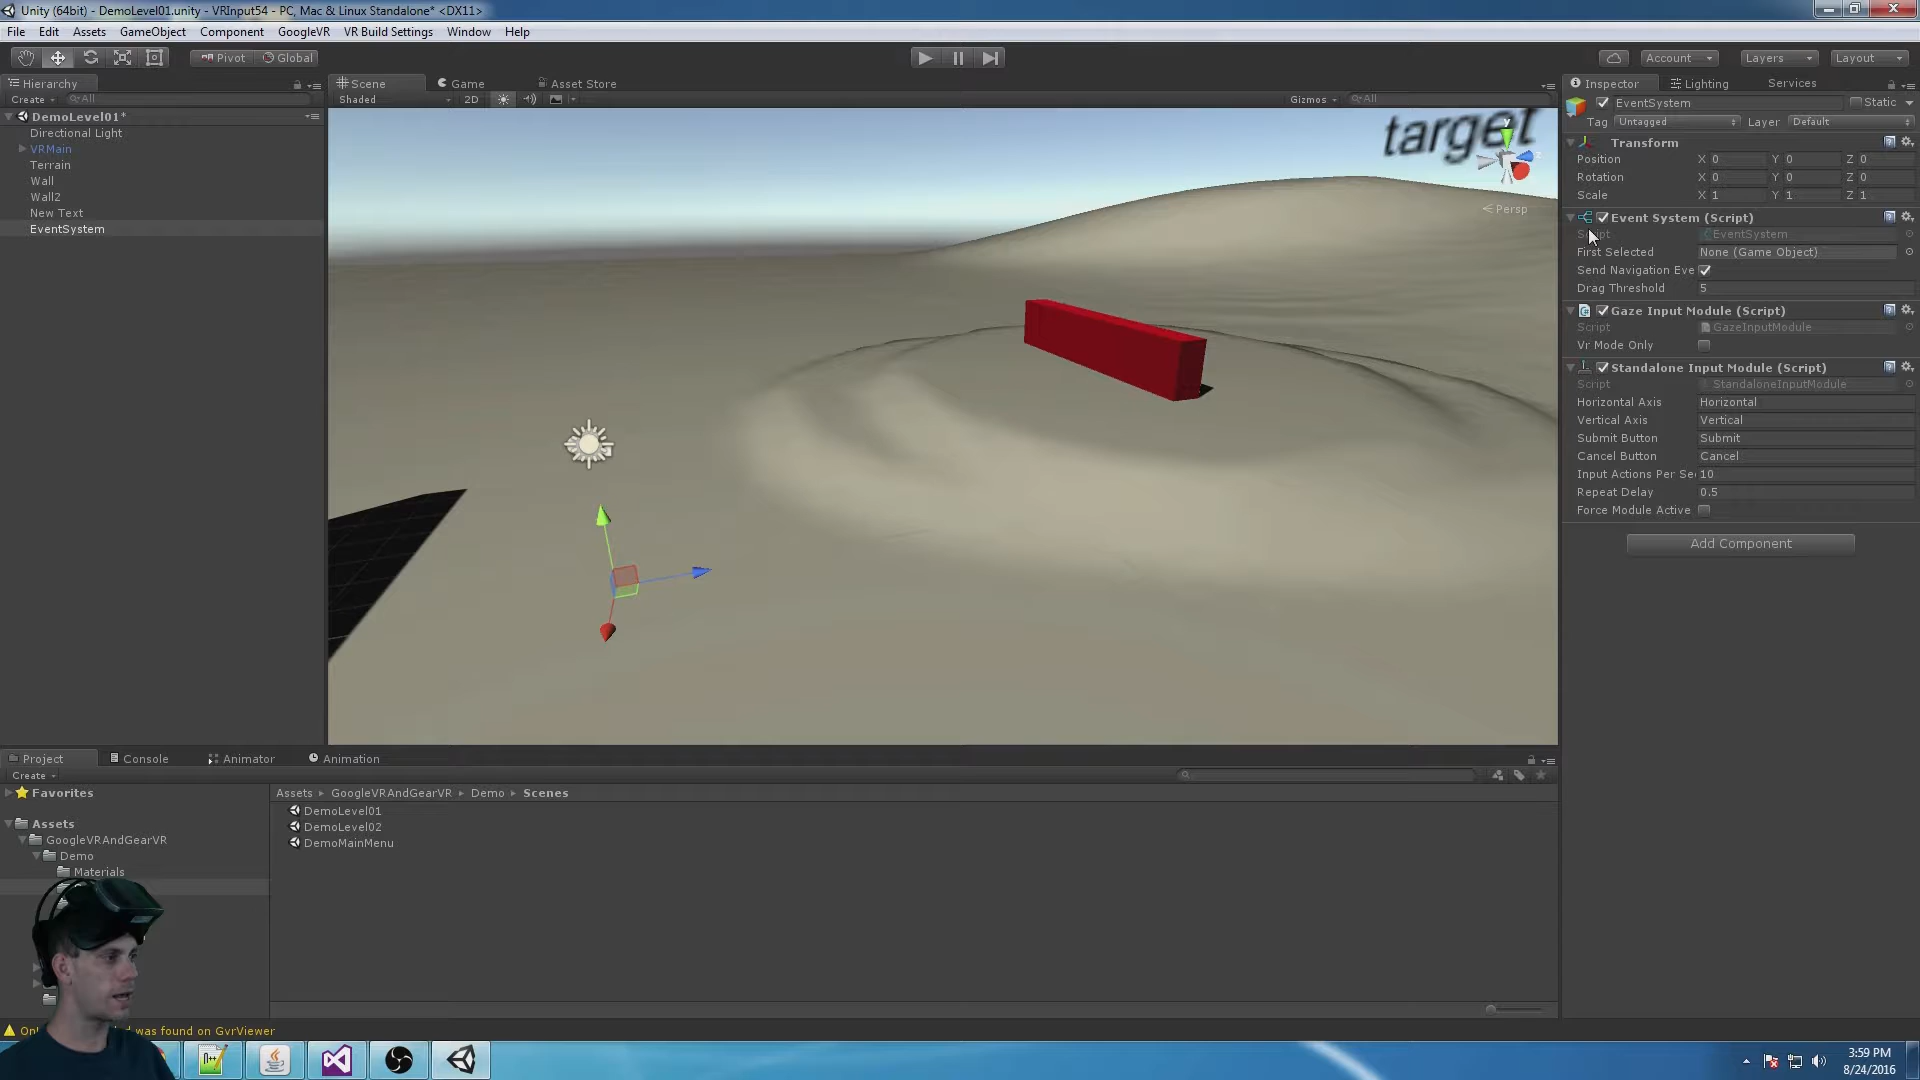 Unity (64bit) - DemoLevel01.unity - VRInput54 - PC, Mac & Linux Standalone* <DX11>
File Edit Assets GameObject Component GoogleVR VR Build Settings Window Help
Pivot Global Account Layers Layout
Hierarchy
Create All
DemoLevel01*
Directional Light
VRMain
Terrain
Wall
Wall2
New Text
EventSystem
Scene Game Asset Store
Shaded 2D Gizmos All
target
y
Persp
Inspector Lighting Services
EventSystem Static
Tag Untagged Layer Default
Transform
Position X 0 Y 0 Z 0
Rotation X 0 Y 0 Z 0
Scale X 1 Y 1 Z 1
Event System (Script)
Script EventSystem
First Selected None (Game Object)
Send Navigation Eve
Drag Threshold 5
Gaze Input Module (Script)
Script GazeInputModule
Vr Mode Only
Standalone Input Module (Script)
Script StandaloneInputModule
Horizontal Axis Horizontal
Vertical Axis Vertical
Submit Button Submit
Cancel Button Cancel
Input Actions Per Se 10
Repeat Delay 0.5
Force Module Active
Add Component
Project Console Animator Animation
Create
Favorites
Assets
GoogleVRAndGearVR
Demo
Materials
Assets GoogleVRAndGearVR Demo Scenes
DemoLevel01
DemoLevel02
DemoMainMenu
was found on GvrViewer
3:59 PM
8/24/2016